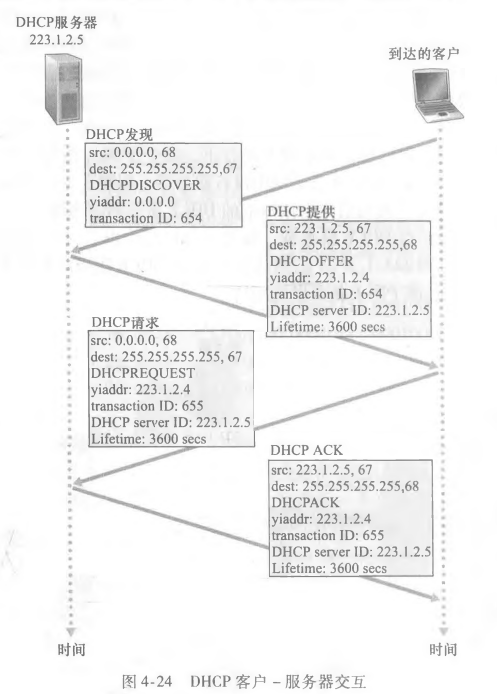 DHCP服务器
223.1.2.5
到达的客户
DHCP发现
src: 0.0.0.0, 68
dest: 255.255.255.255,67
DHCPDISCOVER
yiaddr: 0.0.0.0
transaction ID: 654
DHCP提供
src: 223.1.2.5, 67
dest: 255.255.255.255,68
DHCPOFFER
yiaddr: 223.1.2.4
transaction ID: 654
DHCP server ID: 223.1.2.5
Lifetime: 3600 secs
DHCP请求
src: 0.0.0.0, 68
dest: 255.255.255.255, 67
DHCPREQUEST
yiaddr: 223.1.2.4
transaction ID: 655
DHCP server ID: 223.1.2.5
Lifetime: 3600 secs
DHCP ACK
src: 223.1.2.5, 67
dest: 255.255.255.255,68
DHCPACK
yiaddr: 223.1.2.4
transaction ID: 655
DHCP server ID: 223.1.2.5
Lifetime: 3600 secs
时间
时间
图 4-24 DHCP 客户－服务器交互